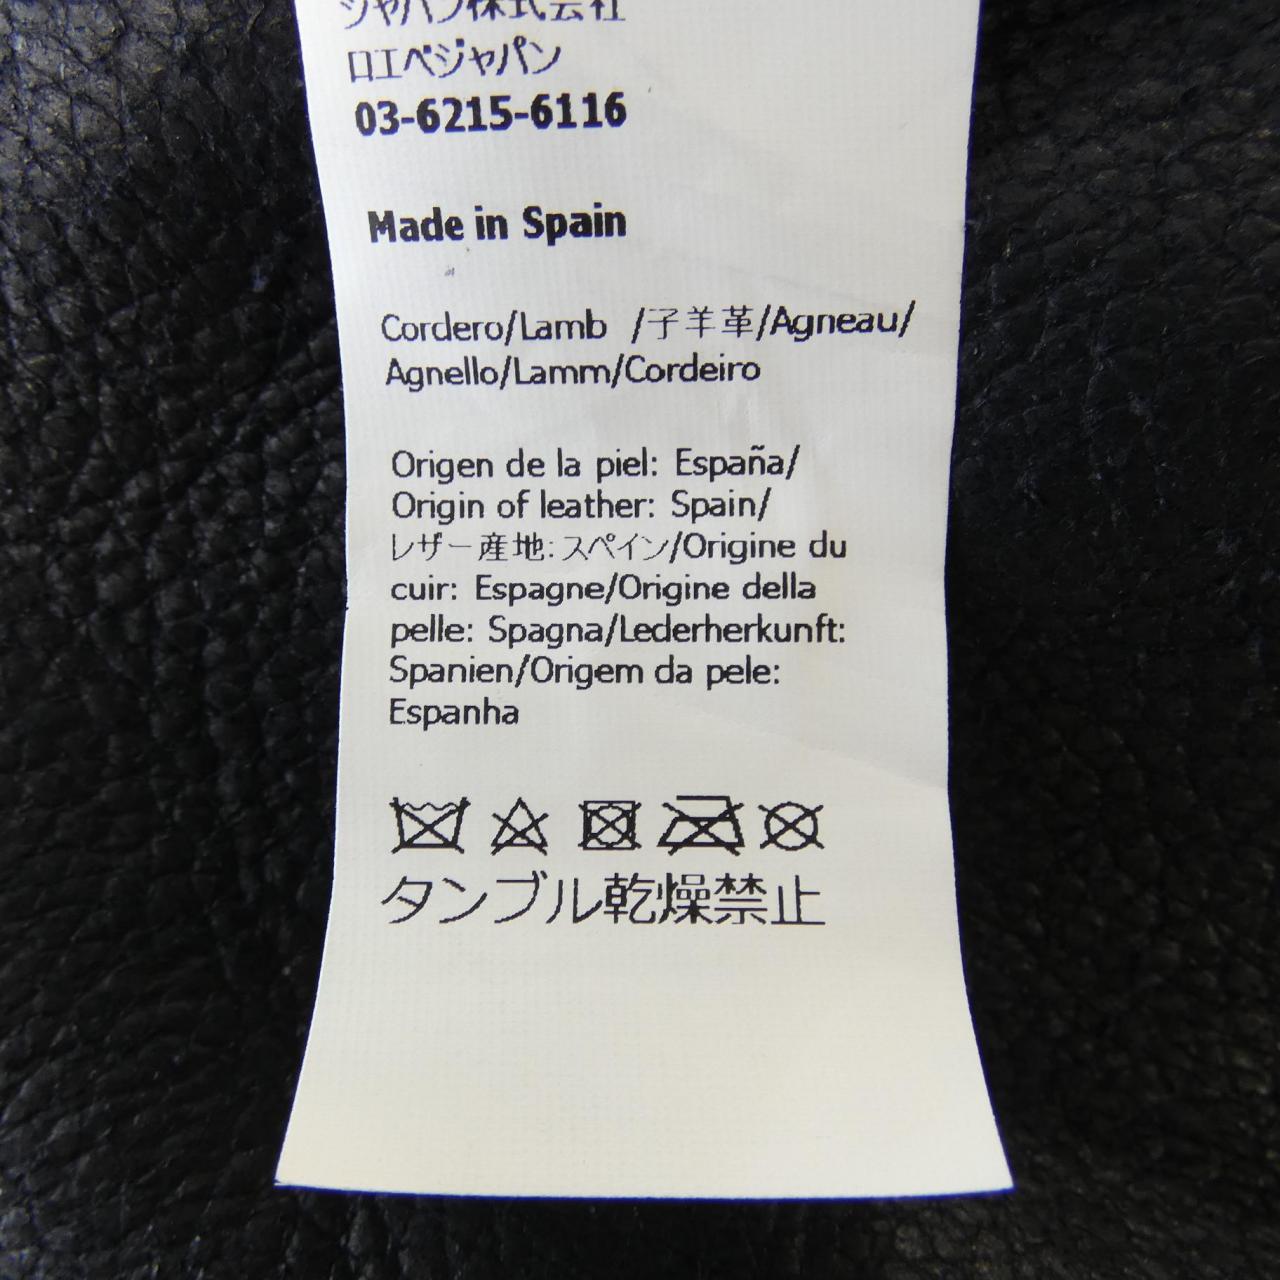 ジャパン株式会社
ロエベジャパン
03-6215-6116
Made in Spain
Cordero/Lamb /子羊革/Agneau/
Agnello/Lamm/Cordeiro
Origen de la piel: España/
Origin of leather: Spain/
レザー産地:スペイン/Origine du
cuir: Espagne/Origine della
pelle: Spagna/Lederherkunft:
Spanien/Origem da pele:
Espanha
タンブル乾燥禁止